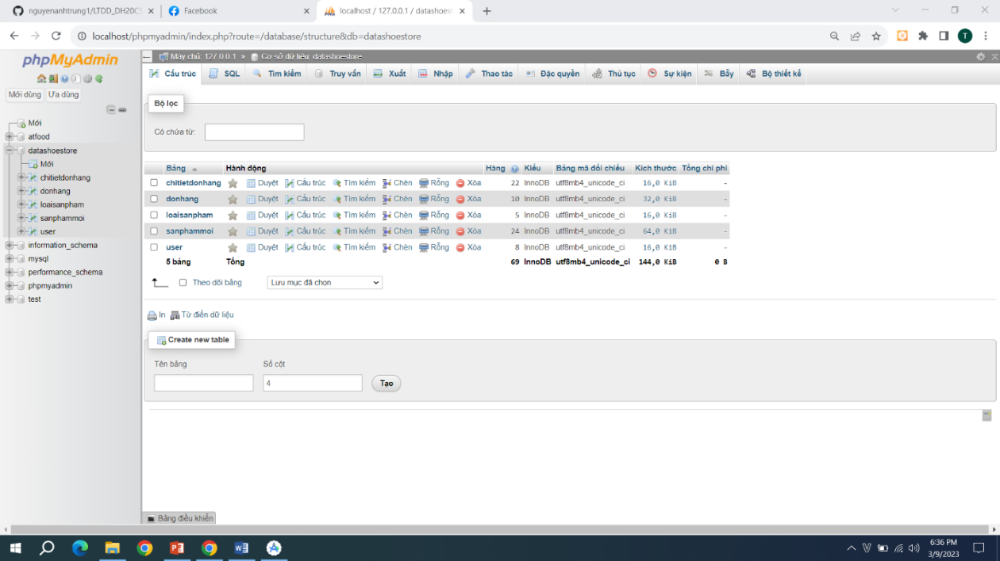 nguyenanhtrung1/LTDD_DH20CS
Facebook
localhost / 127.0.0.1 / datashoest
localhost/phpmyadmin/index.php?route=/database/structure&db=datashoestore
T
phpMyAdmin
Mới dùng Ưa dùng
Mới
atfood
datashoestore
Mới
chitietdonhang
donhang
loaisanpham
sanphammoi
user
information_schema
mysql
performance_schema
phpmyadmin
test
Máy chủ: 127.0.0.1 » Cơ sở dữ liệu: datashoestore
Cấu trúc SQL Tìm kiếm Truy vấn Xuất Nhập Thao tác Đặc quyền Thủ tục Sự kiện Bẫy Bộ thiết kế
Bộ lọc
Có chứa từ:
Bảng Hành động Hàng Kiểu Bảng mã đối chiếu Kích thước Tổng chi phí
chitietdonhang Duyệt Cấu trúc Tìm kiếm Chèn Rỗng Xóa 22 InnoDB utf8mb4_unicode_ci 16,0 KiB -
donhang Duyệt Cấu trúc Tìm kiếm Chèn Rỗng Xóa 10 InnoDB utf8mb4_unicode_ci 32,0 KiB -
loaisanpham Duyệt Cấu trúc Tìm kiếm Chèn Rỗng Xóa 5 InnoDB utf8mb4_unicode_ci 16,0 KiB -
sanphammoi Duyệt Cấu trúc Tìm kiếm Chèn Rỗng Xóa 24 InnoDB utf8mb4_unicode_ci 64,0 KiB -
user Duyệt Cấu trúc Tìm kiếm Chèn Rỗng Xóa 8 InnoDB utf8mb4_unicode_ci 16,0 KiB -
5 bảng Tổng 69 InnoDB utf8mb4_unicode_ci 144,0 KiB 0 B
Theo dõi bảng Lưu mục đã chọn
In Từ điển dữ liệu
Create new table
Tên bảng Số cột
4 Tạo
Bảng điều khiển
6:36 PM
3/9/2023